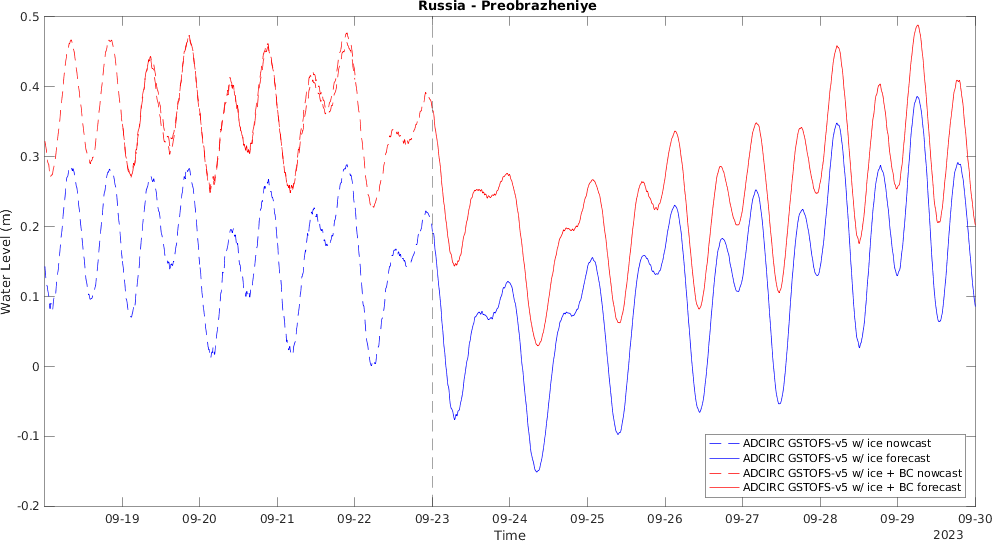 Russia - Preobrazheniye
0.5
0.4
0.3
0.2
0.1
0
-0.1
-0.2
Water Level (m)
ADCIRC GSTOFS-v5 w/ ice nowcast
ADCIRC GSTOFS-v5 w/ ice forecast
ADCIRC GSTOFS-v5 w/ ice + BC nowcast
ADCIRC GSTOFS-v5 w/ ice + BC forecast
09-19 09-20 09-21 09-22 09-23 09-24 09-25 09-26 09-27 09-28 09-29 09-30
Time
2023